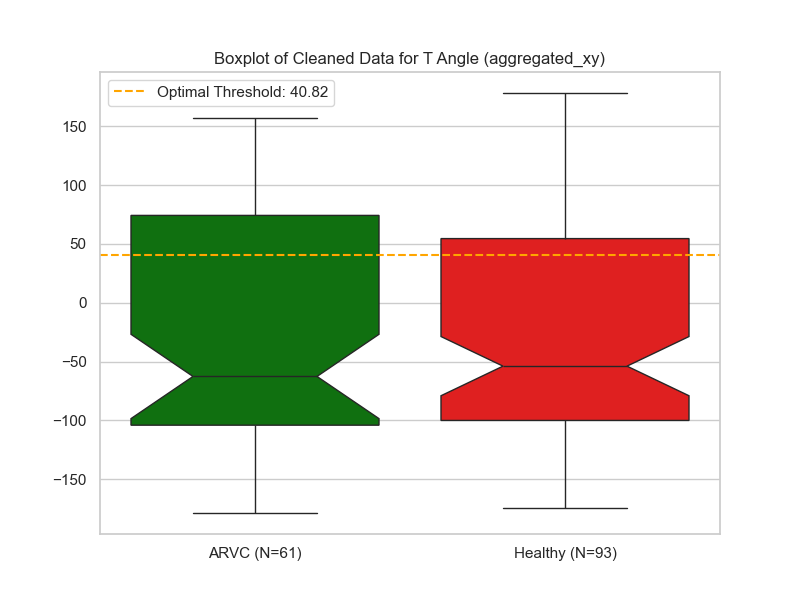 Boxplot of Cleaned Data for T Angle (aggregated_xy)
Optimal Threshold: 40.82
150
100
50
0
−50
−100
−150
ARVC (N=61)
Healthy (N=93)